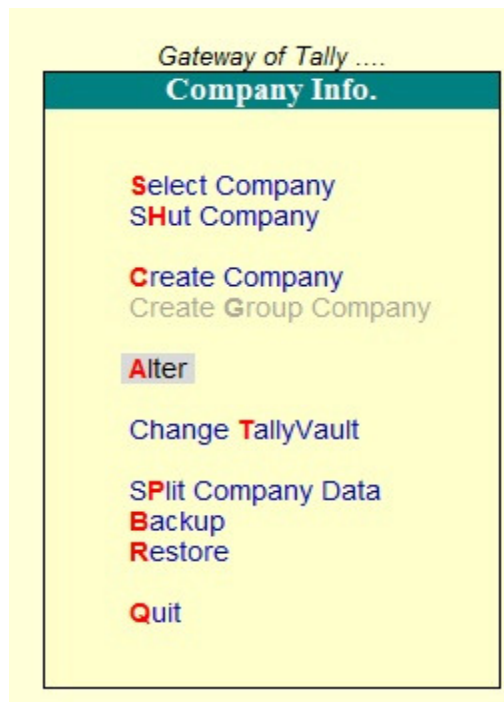 Gateway of Tally ....
Company Info.
Select Company
SHut Company
Create Company
Create Group Company
Alter
Change TallyVault
SPlit Company Data
Backup
Restore
Quit